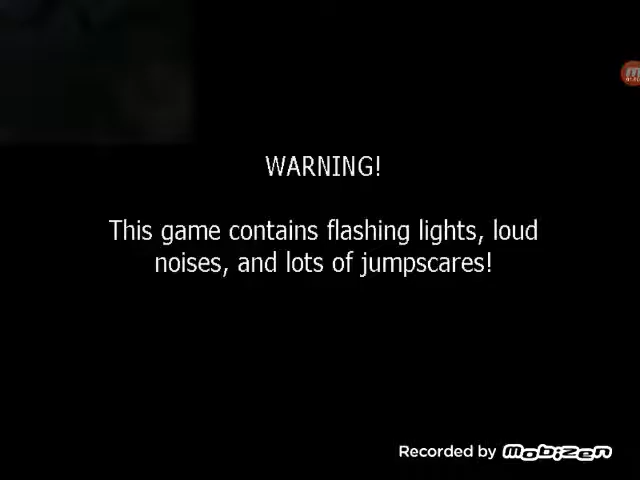 WARNING!
This game contains flashing lights, loud
noises, and lots of jumpscares!
Recorded by mobizen